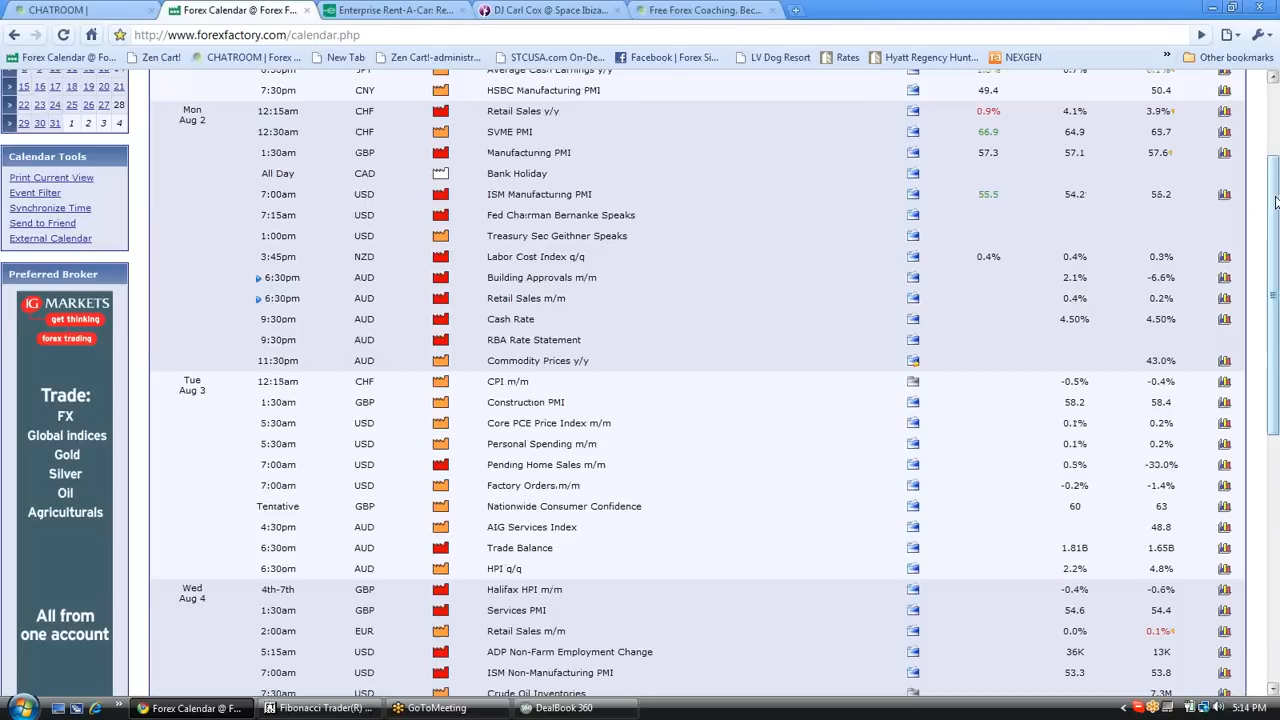 CHATROOM |
Forex Calendar @ Forex F...
Enterprise Rent-A-Car: Re...
DJ Carl Cox @ Space Ibiza...
Free Forex Coaching. Bec...
http://www.forexfactory.com/calendar.php
Forex Calendar @ Fo...
Zen Cart!
CHATROOM | Forex ...
New Tab
Zen Cart!-administr...
STCUSA.com On-De...
Facebook | Forex Si...
LV Dog Resort
Rates
Hyatt Regency Hunt...
NEXGEN
Other bookmarks
» 15 16 17 18 19 20 21
» 22 23 24 25 26 27 28
» 29 30 31 1 2 3 4
Calendar Tools
Print Current View
Event Filter
Synchronize Time
Send to Friend
External Calendar
Preferred Broker
IG MARKETS
get thinking
forex trading
Trade:
FX
Global indices
Gold
Silver
Oil
Agriculturals
All from
one account
Average Cash Earnings y/y
7:30pm CNY HSBC Manufacturing PMI 49.4 50.4
Mon
Aug 2
12:15am CHF Retail Sales y/y 0.9% 4.1% 3.9%
12:30am CHF SVME PMI 66.9 64.9 65.7
1:30am GBP Manufacturing PMI 57.3 57.1 57.6
All Day CAD Bank Holiday
7:00am USD ISM Manufacturing PMI 55.5 54.2 56.2
7:15am USD Fed Chairman Bernanke Speaks
1:00pm USD Treasury Sec Geithner Speaks
3:45pm NZD Labor Cost Index q/q 0.4% 0.4% 0.3%
6:30pm AUD Building Approvals m/m 2.1% -6.6%
6:30pm AUD Retail Sales m/m 0.4% 0.2%
9:30pm AUD Cash Rate 4.50% 4.50%
9:30pm AUD RBA Rate Statement
11:30pm AUD Commodity Prices y/y 43.0%
Tue
Aug 3
12:15am CHF CPI m/m -0.5% -0.4%
1:30am GBP Construction PMI 58.2 58.4
5:30am USD Core PCE Price Index m/m 0.1% 0.2%
5:30am USD Personal Spending m/m 0.1% 0.2%
7:00am USD Pending Home Sales m/m 0.5% -30.0%
7:00am USD Factory Orders m/m -0.2% -1.4%
Tentative GBP Nationwide Consumer Confidence 60 63
4:30pm AUD AIG Services Index 48.8
6:30pm AUD Trade Balance 1.81B 1.65B
6:30pm AUD HPI q/q 2.2% 4.8%
Wed
Aug 4
4th-7th GBP Halifax HPI m/m -0.4% -0.6%
1:30am GBP Services PMI 54.6 54.4
2:00am EUR Retail Sales m/m 0.0% 0.1%
5:15am USD ADP Non-Farm Employment Change 36K 13K
7:00am USD ISM Non-Manufacturing PMI 53.3 53.8
7:30am USD Crude Oil Inventories 7.3M
Forex Calendar @ F...
Fibonacci Trader(R) ...
GoToMeeting
DealBook 360
5:14 PM